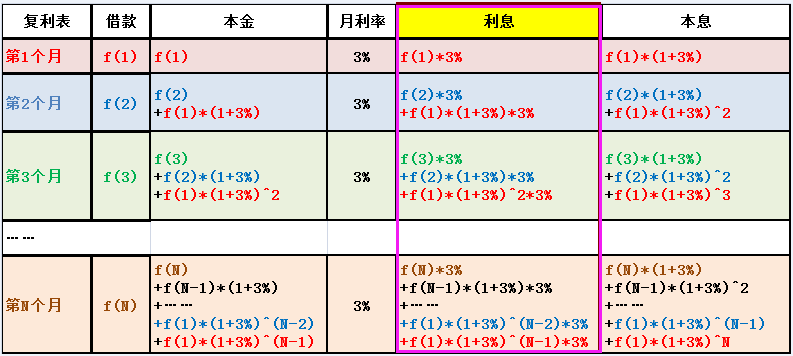 复利表 借款 本金 月利率 利息 本息
第1个月 f(1) f(1) 3% f(1)*3% f(1)*(1+3%)
第2个月 f(2) f(2) 3% f(2)*3% f(2)*(1+3%)
+f(1)*(1+3%) +f(1)*(1+3%)*3% +f(1)*(1+3%)^2
第3个月 f(3) f(3) 3% f(3)*3% f(3)*(1+3%)
+f(2)*(1+3%) +f(2)*(1+3%)*3% +f(2)*(1+3%)^2
+f(1)*(1+3%)^2 +f(1)*(1+3%)^2*3% +f(1)*(1+3%)^3
……
第N个月 f(N) f(N) 3% f(N)*3% f(N)*(1+3%)
+f(N-1)*(1+3%) +f(N-1)*(1+3%)*3% +f(N-1)*(1+3%)^2
+…… +…… +……
+f(1)*(1+3%)^(N-2) +f(1)*(1+3%)^(N-2)*3% +f(1)*(1+3%)^(N-1)
+f(1)*(1+3%)^(N-1) +f(1)*(1+3%)^(N-1)*3% +f(1)*(1+3%)^N